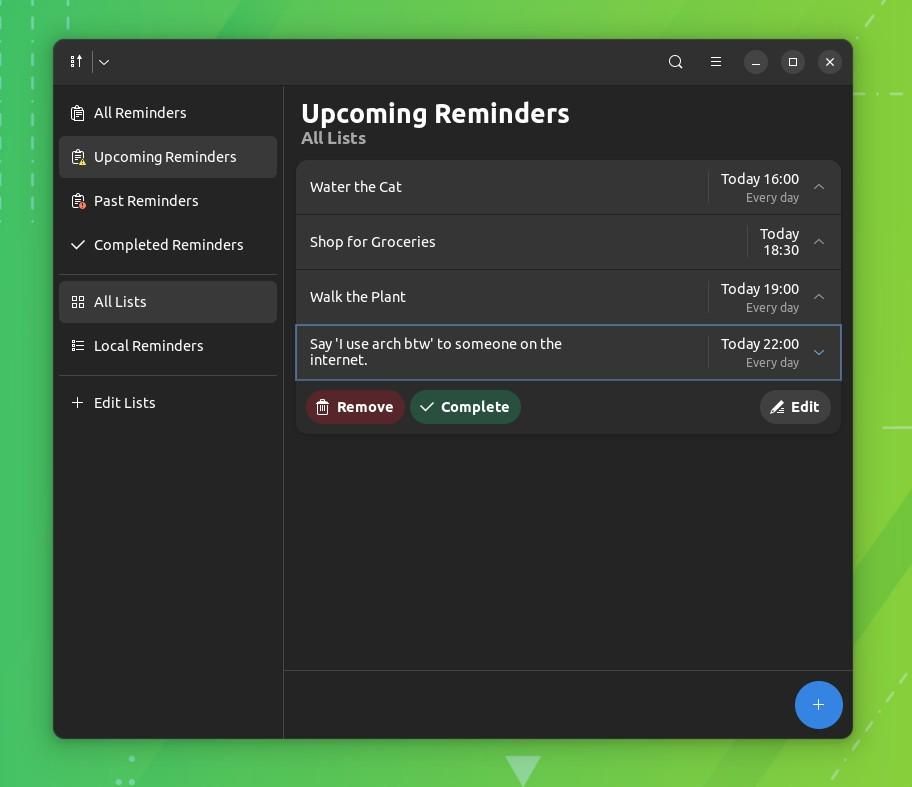 All Reminders
Upcoming Reminders
Past Reminders
Completed Reminders
All Lists
Local Reminders
Edit Lists
Upcoming Reminders
All Lists
Water the Cat
Today 16:00
Every day
Shop for Groceries
Today
18:30
Walk the Plant
Today 19:00
Every day
Say 'I use arch btw' to someone on the
internet.
Today 22:00
Every day
Remove
Complete
Edit